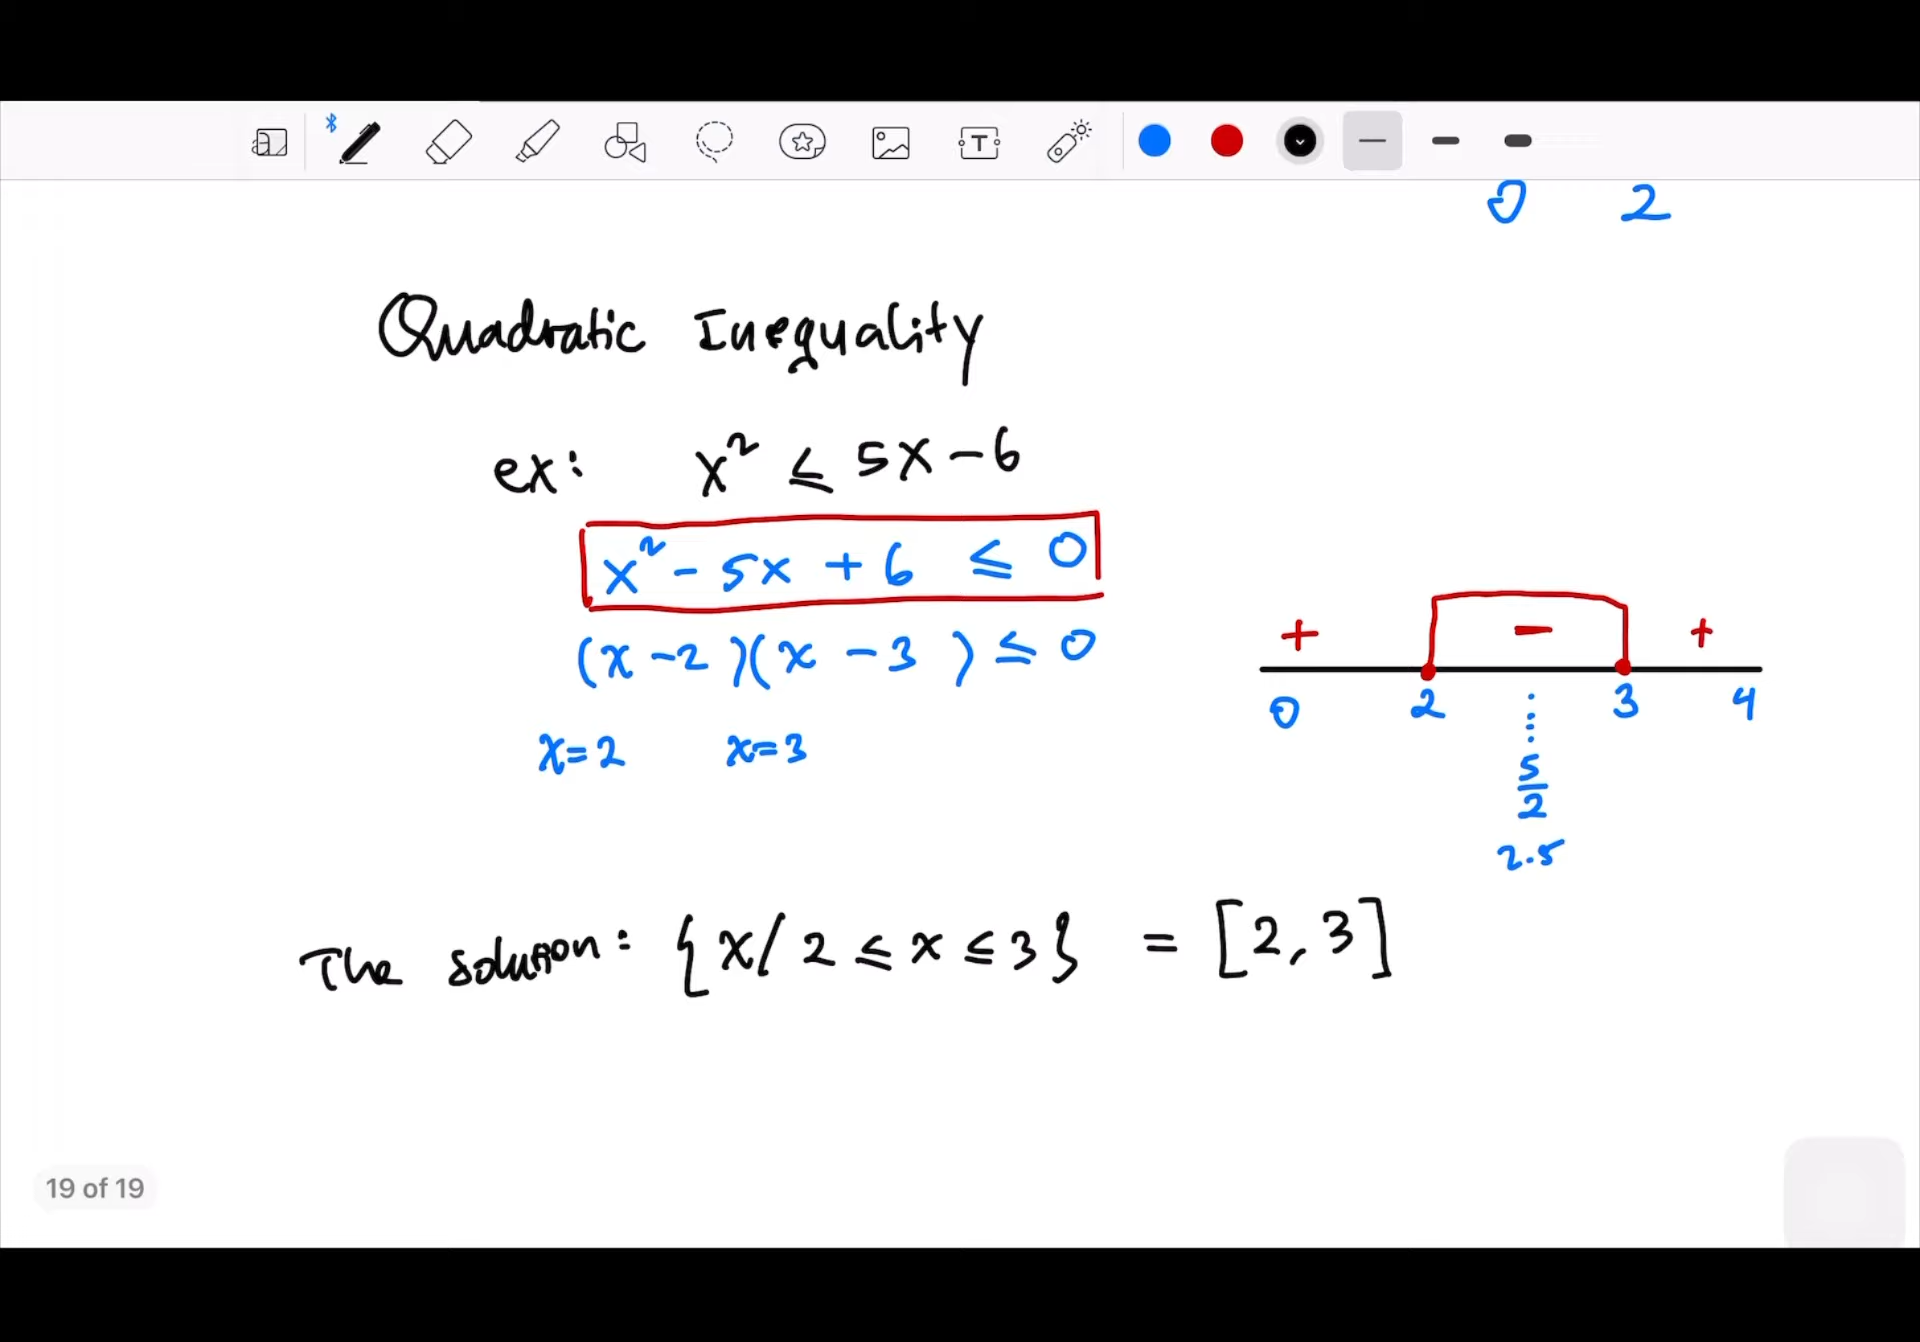 T
0 2
Quadratic Inequality
ex: x² ≤ 5x - 6
x² - 5x + 6 ≤ 0
(x - 2)(x - 3) ≤ 0
x=2 x=3
+ - +
0 2 3 4
5/2
2.5
The solution: {x/ 2 ≤ x ≤ 3} = [2, 3]
19 of 19